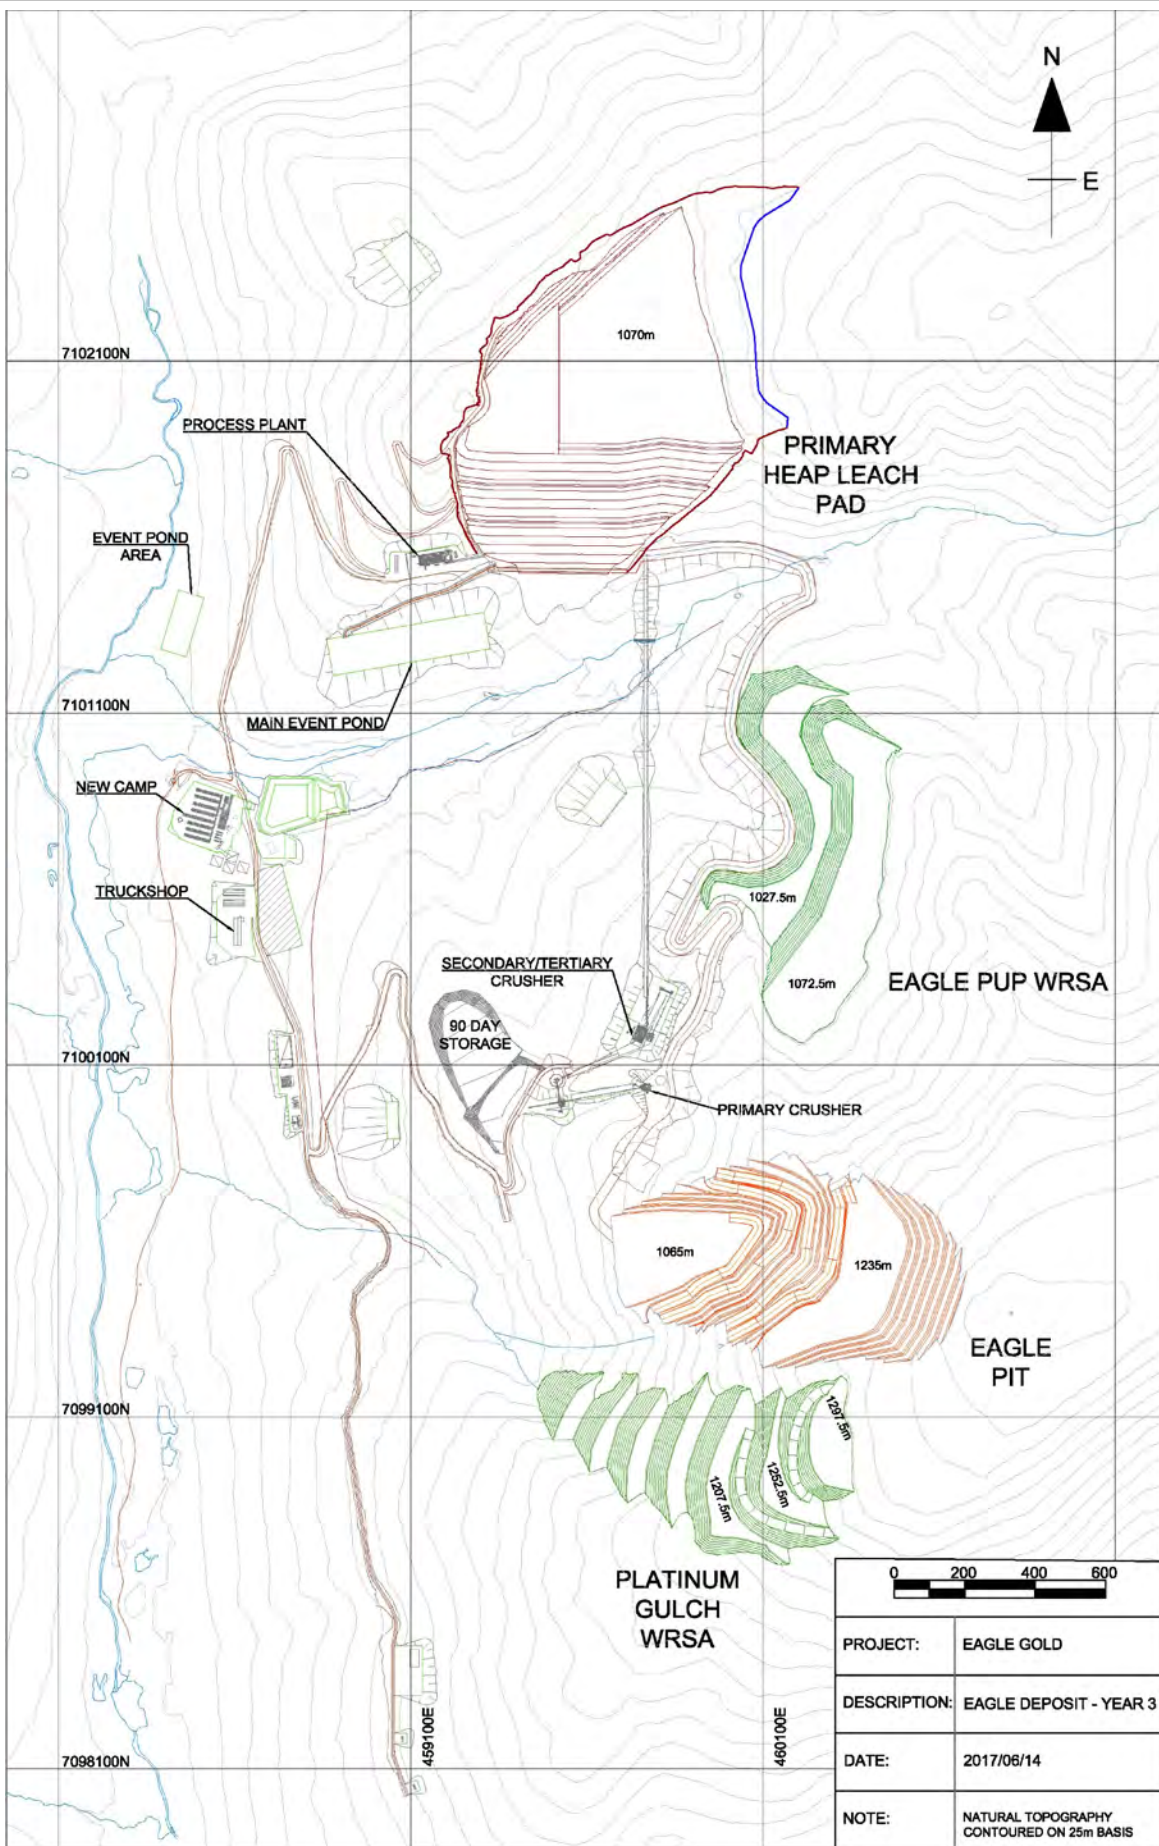 N
E
1070m
7102100N
PROCESS PLANT
PRIMARY
HEAP LEACH
PAD
EVENT POND
AREA
7101100N
MAIN EVENT POND
NEW CAMP
TRUCKSHOP
1027.5m
SECONDARY/TERTIARY
CRUSHER
1072.5m
EAGLE PUP WRSA
90 DAY
STORAGE
7100100N
PRIMARY CRUSHER
1065m
1235m
EAGLE
PIT
7099100N
1297.5m
1252.5m
1207.5m
PLATINUM
GULCH
WRSA
0 200 400 600
PROJECT: EAGLE GOLD
DESCRIPTION: EAGLE DEPOSIT - YEAR 3
459100E
460100E
7098100N
DATE: 2017/06/14
NOTE: NATURAL TOPOGRAPHY
CONTOURED ON 25m BASIS